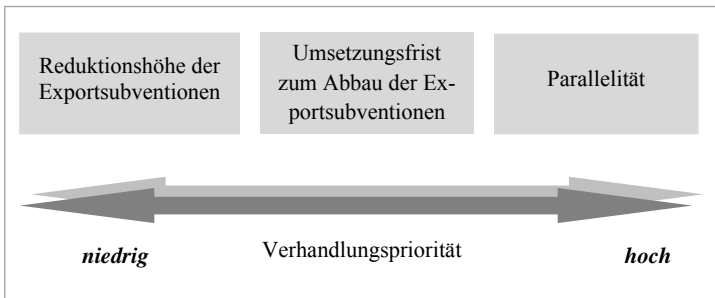 Reduktionshöhe der
Exportsubventionen
Umsetzungsfrist
zum Abbau der Ex-
portsubventionen
Parallelität
niedrig
Verhandlungspriorität
hoch